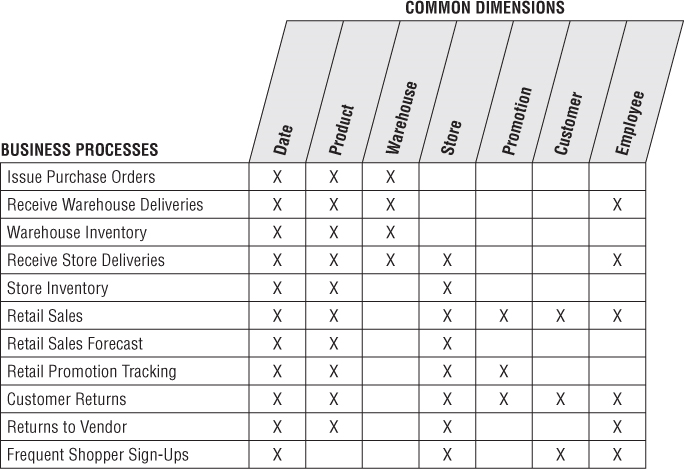 COMMON DIMENSIONS
BUSINESS PROCESSES Date Product Warehouse Store Promotion Customer Employee
Issue Purchase Orders X X X
Receive Warehouse Deliveries X X X X
Warehouse Inventory X X X
Receive Store Deliveries X X X X X
Store Inventory X X X
Retail Sales X X X X X X
Retail Sales Forecast X X X
Retail Promotion Tracking X X X X
Customer Returns X X X X X X
Returns to Vendor X X X X
Frequent Shopper Sign-Ups X X X X